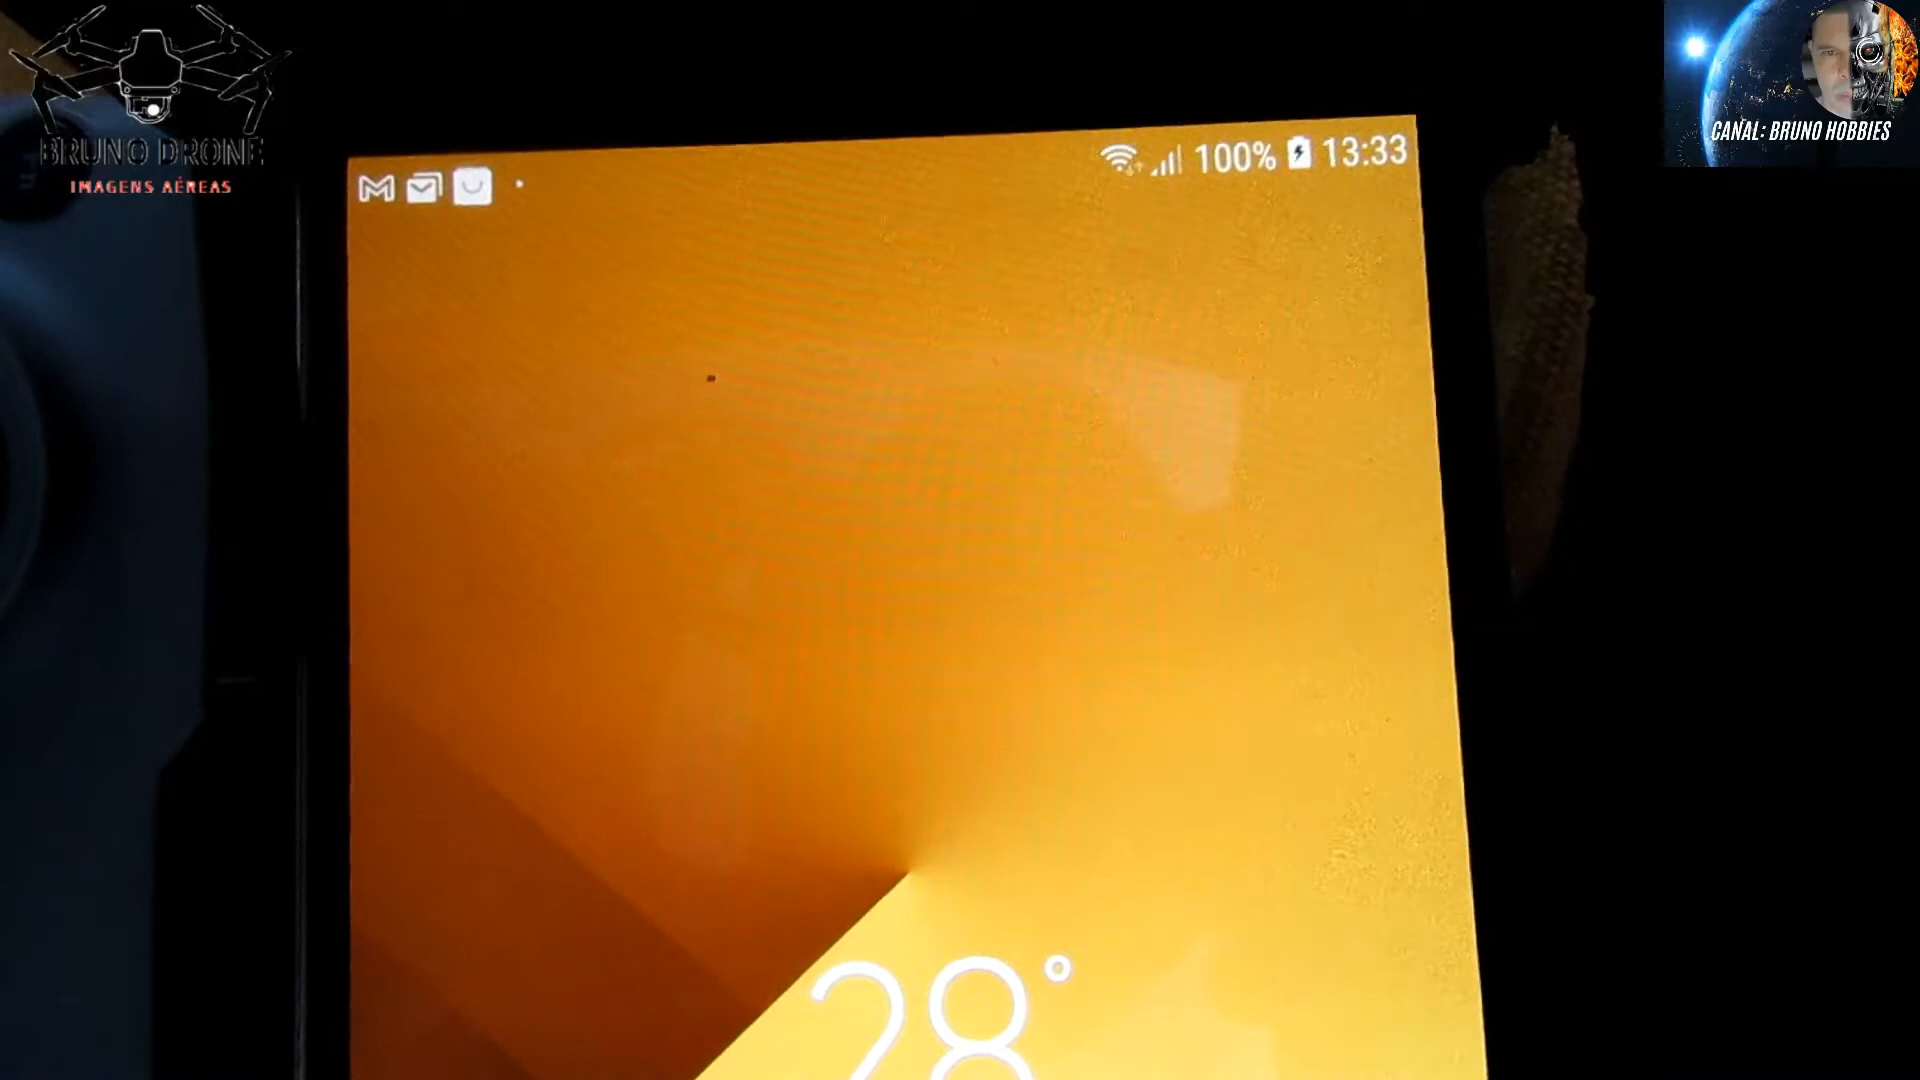 BRUNO DRONE
IMAGENS AÉREAS
CANAL: BRUNO HOBBIES
100% 13:33
28°